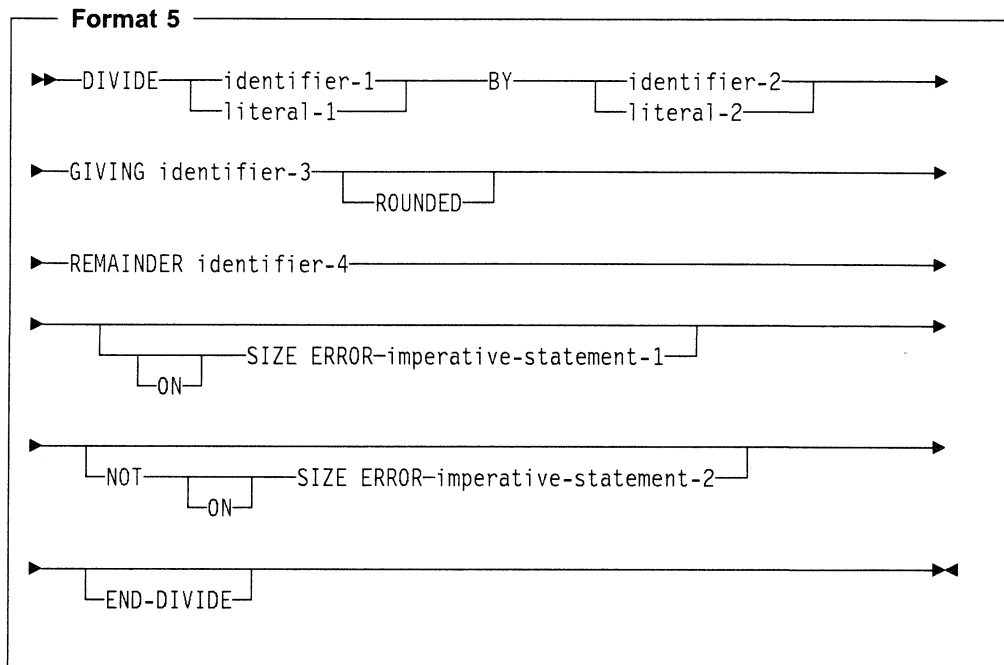 Format 5
DIVIDE identifier-1 BY identifier-2
literal-1 literal-2
GIVING identifier-3
ROUNDED
REMAINDER identifier-4
SIZE ERROR imperative-statement-1
ON
NOT SIZE ERROR imperative-statement-2
ON
END-DIVIDE